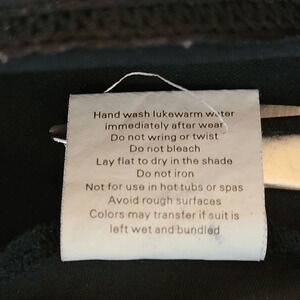 Hand wash lukewarm water
immediately after wear
Do not wring or twist
Do not bleach
Lay flat to dry in the shade
Do not iron
Not for use in hot tubs or spas
Avoid rough surfaces
Colors may transfer if suit is
left wet and bundled